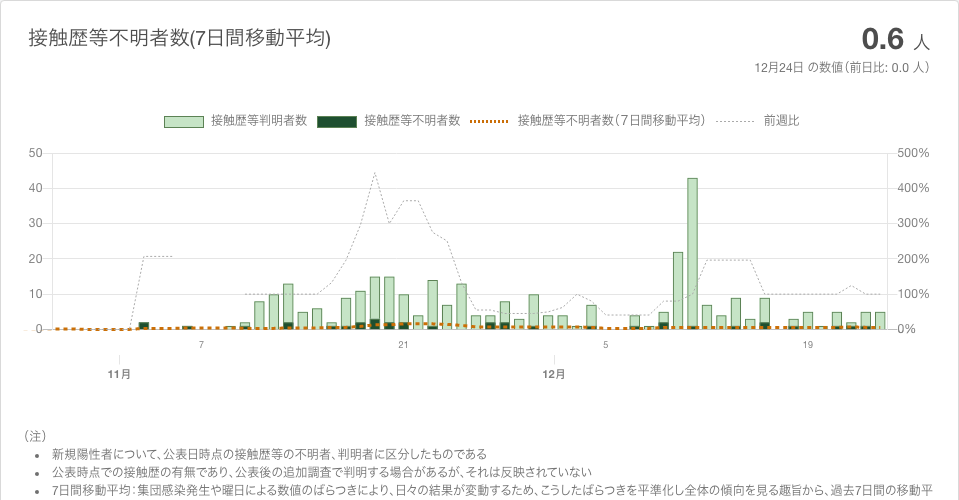 接触歴等不明者数(7日間移動平均)
0.6 人
12月24日 の数値（前日比: 0.0 人）
接触歴等判明者数 接触歴等不明者数 接触歴等不明者数（7日間移動平均） 前週比
50 500%
40 400%
30 300%
20 200%
10 100%
0 0%
7 21 5 19
11月 12月
（注）
• 新規陽性者について、公表日時点の接触歴等の不明者、判明者に区分したものである
• 公表時点での接触歴の有無であり、公表後の追加調査で判明する場合があるが、それは反映されていない
• 7日間移動平均：集団感染発生や曜日による数値のばらつきにより、日々の結果が変動するため、こうしたばらつきを平準化し全体の傾向を見る趣旨から、過去7日間の移動平